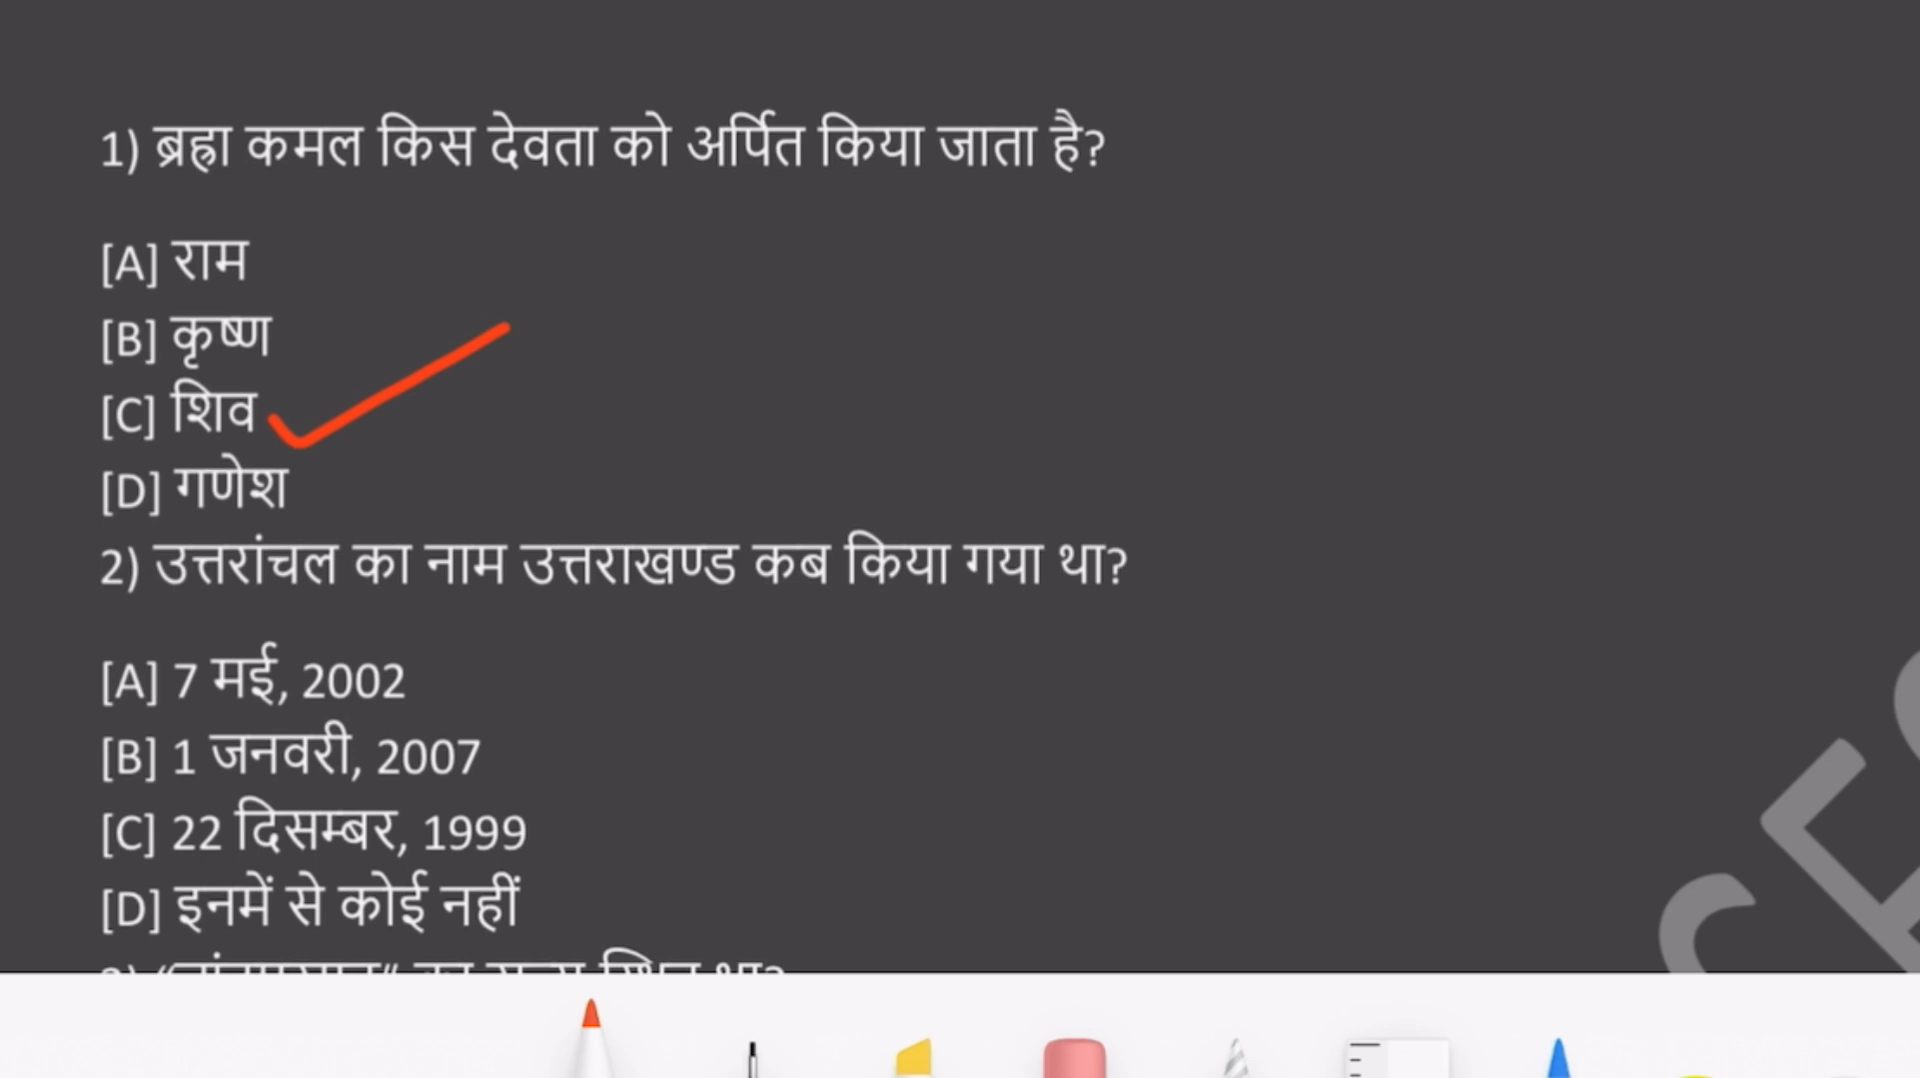 1) ब्रह्रा कमल किस देवता को अर्पित किया जाता है?
[A] राम
[B] कृष्ण
[C] शिव
[D] गणेश
2) उत्तरांचल का नाम उत्तराखण्ड कब किया गया था?
[A] 7 मई, 2002
[B] 1 जनवरी, 2007
[C] 22 दिसम्बर, 1999
[D] इनमें से कोई नहीं